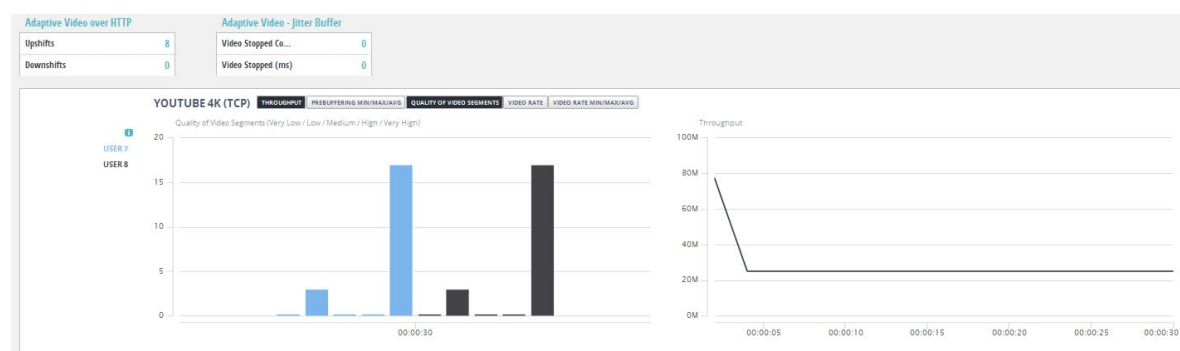 Adaptive Video over HTTP
Upshifts 8
Downshifts 0
Adaptive Video - Jitter Buffer
Video Stopped Co... 0
Video Stopped (ms) 0
YOUTUBE 4K (TCP) THROUGHPUT PREBUFFERING MIN/MAX/AVG QUALITY OF VIDEO SEGMENTS VIDEO RATE VIDEO RATE MIN/MAX/AVG
USER 7
USER 8
Quality of Video Segments (Very Low / Low / Medium / High / Very High)
20
15
10
5
0
00:00:30
Throughput
100M
80M
60M
40M
20M
0M
00:00:05 00:00:10 00:00:15 00:00:20 00:00:25 00:00:30